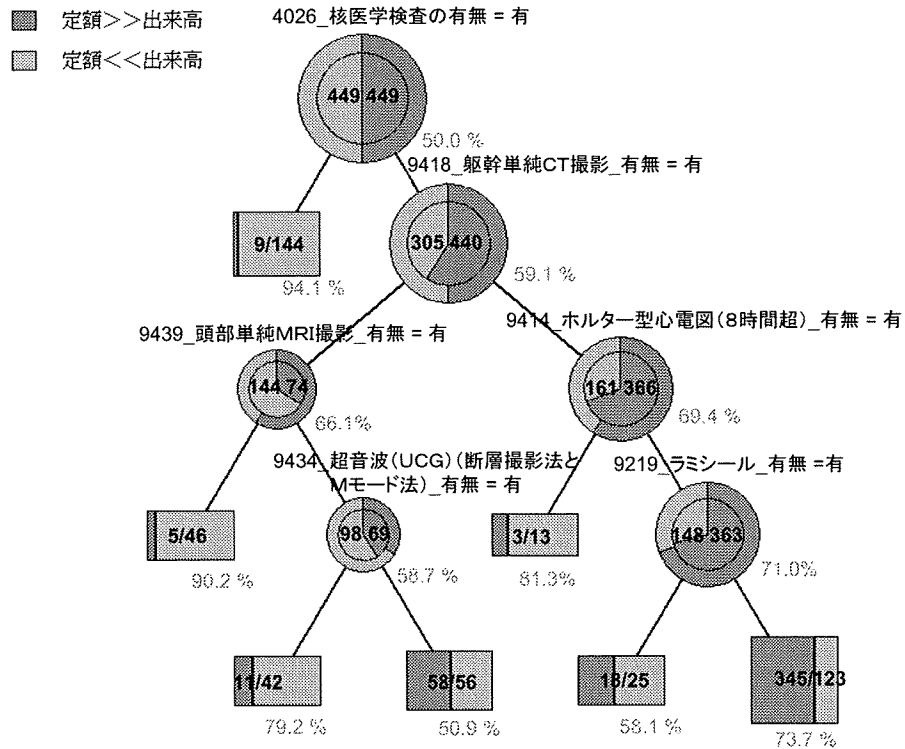 定額>>出来高
定額<<出来高
4026_核医学検査の有無 = 有
449 449
50.0 %
9418_躯幹単純CT撮影_有無 = 有
9/144
94.1 %
305 440
59.1 %
9439_頭部単純MRI撮影_有無 = 有
9414_ホルター型心電図(8時間超)_有無 = 有
144 74
66.1%
161 366
69.4 %
9434_超音波(UCG)(断層撮影法と
Mモード法)_有無 = 有
9219_ラミシール_有無 =有
5/46
90.2 %
98 69
58.7 %
3/13
81.3%
148 363
71.0%
11/42
79.2 %
58/56
50.9 %
18/25
58.1 %
345/123
73.7 %